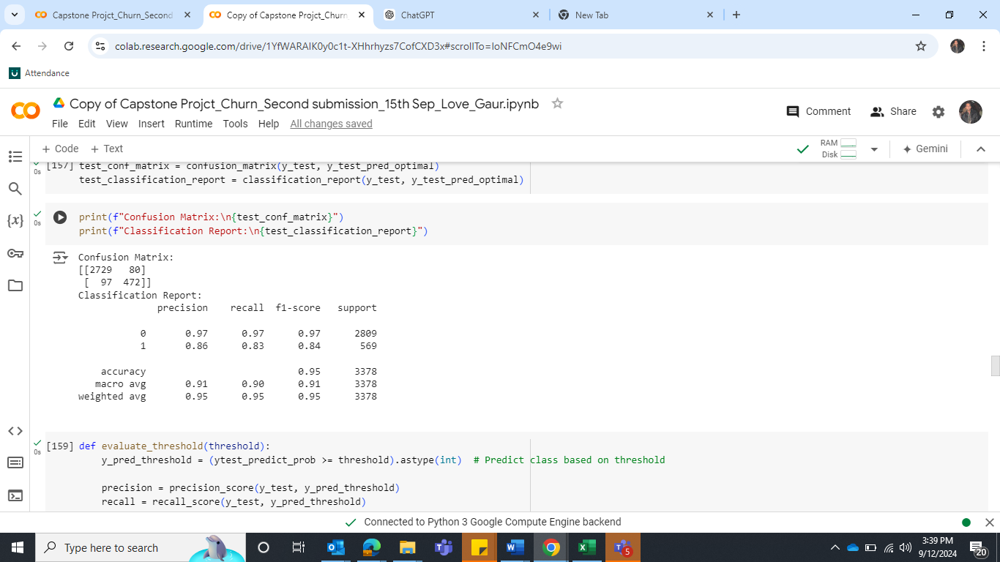 Capstone Projct_Churn_Second
Copy of Capstone Projct_Churn
ChatGPT
New Tab
colab.research.google.com/drive/1YfWARAIK0y0c1t-XHhrhyzs7CofCXD3x#scrollTo=IoNFCmO4e9wi
Attendance
Copy of Capstone Projct_Churn_Second submission_15th Sep_Love_Gaur.ipynb
Comment
Share
File Edit View Insert Runtime Tools Help All changes saved
+ Code + Text
RAM
Disk
Gemini
[157] test_conf_matrix = confusion_matrix(y_test, y_test_pred_optimal)
0s
test_classification_report = classification_report(y_test, y_test_pred_optimal)
print(f"Confusion Matrix:\n{test_conf_matrix}")
0s
print(f"Classification Report:\n{test_classification_report}")
Confusion Matrix:
[[2729   80]
 [  97  472]]
Classification Report:
              precision    recall  f1-score   support
           0       0.97      0.97      0.97      2809
           1       0.86      0.83      0.84       569
    accuracy                           0.95      3378
   macro avg       0.91      0.90      0.91      3378
weighted avg       0.95      0.95      0.95      3378
[159] def evaluate_threshold(threshold):
0s
y_pred_threshold = (ytest_predict_prob >= threshold).astype(int)  # Predict class based on threshold
precision = precision_score(y_test, y_pred_threshold)
recall = recall_score(y_test, y_pred_threshold)
Connected to Python 3 Google Compute Engine backend
Type here to search
5
3:39 PM
9/12/2024
20